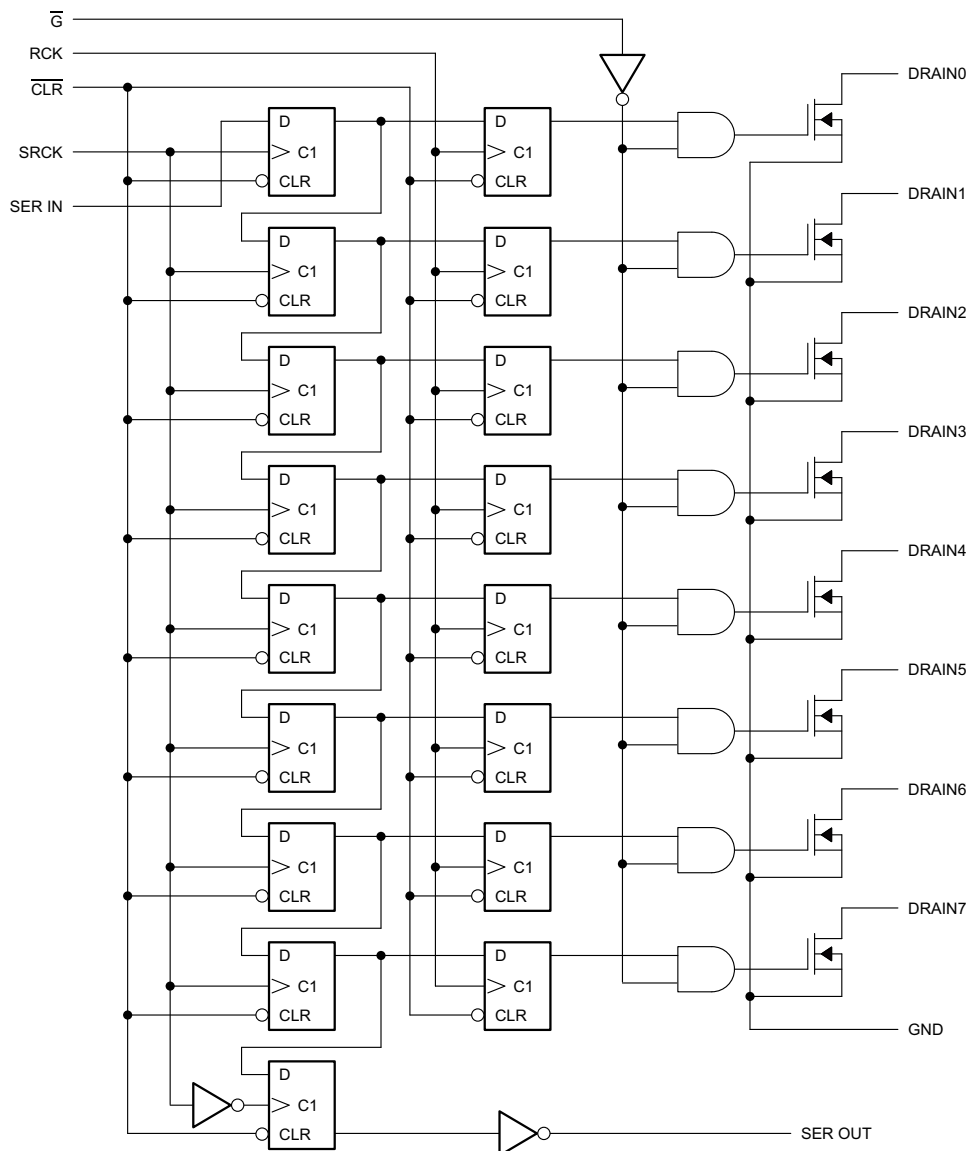 G̅
RCK
C̅L̅R̅
SRCK
SER IN
D
C1
CLR
D
C1
CLR
DRAIN0
D
C1
CLR
D
C1
CLR
DRAIN1
D
C1
CLR
D
C1
CLR
DRAIN2
D
C1
CLR
D
C1
CLR
DRAIN3
D
C1
CLR
D
C1
CLR
DRAIN4
D
C1
CLR
D
C1
CLR
DRAIN5
D
C1
CLR
D
C1
CLR
DRAIN6
D
C1
CLR
D
C1
CLR
DRAIN7
GND
D
C1
CLR
SER OUT